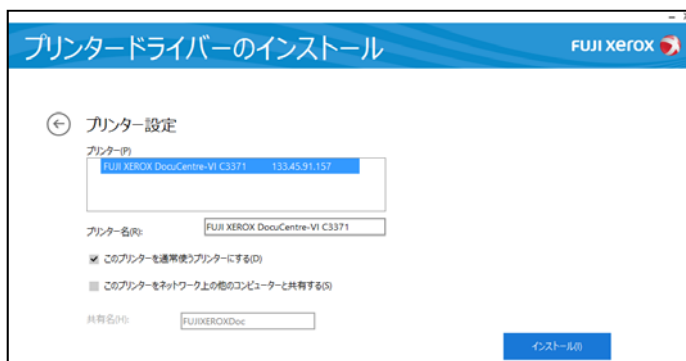 プリンタードライバーのインストール
FUJI xerox
プリンター設定
プリンター(P)
FUJI XEROX DocuCentre-VI C3371 133.45.91.157
プリンター名(R):
FUJI XEROX DocuCentre-VI C3371
このプリンターを通常使うプリンターにする(D)
このプリンターをネットワーク上の他のコンピューターと共有する(S)
共有名(H):
FUJIXEROXDoc
インストール(I)